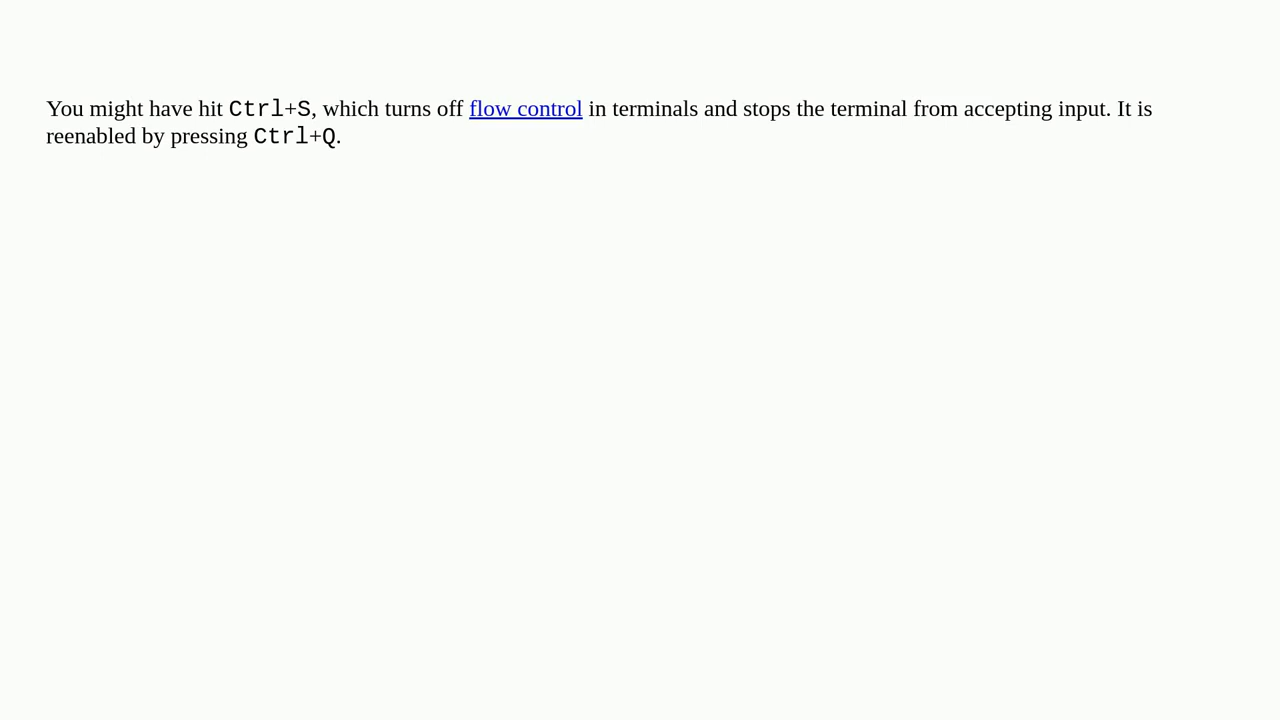 You might have hit Ctrl+S, which turns off flow control in terminals and stops the terminal from accepting input. It is
reenabled by pressing Ctrl+Q.